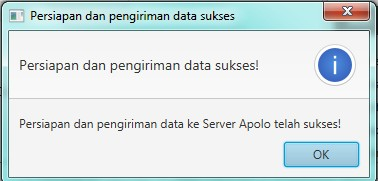 Persiapan dan pengiriman data sukses
Persiapan dan pengiriman data sukses!
Persiapan dan pengiriman data ke Server Apolo telah sukses!
OK